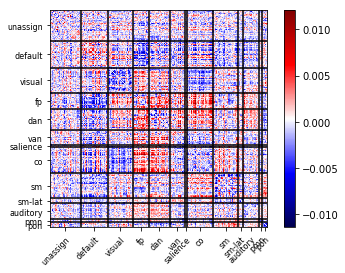 unassign
default
visual
fp
dan
van
salience
co
sm
sm-lat
auditory
pmn
pon
unassign
default
visual
fp
dan
van
salience
co
sm
sm-lat
auditory
0.010
0.005
0.000
−0.005
−0.010